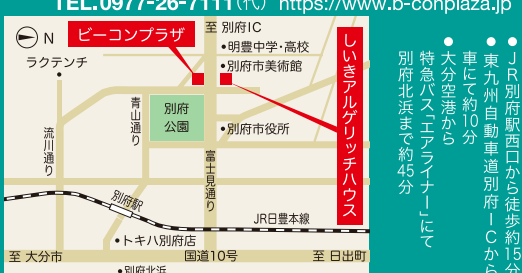 TEL.0977-26-7111(代) https://www.b-conplaza.jp
至 別府IC
N
ビーコンプラザ
明豊中学・高校
ラクテンチ
別府市美術館
しいきアルゲリッチハウス
青山通り
別府
公園
別府市役所
流川通り
富士見通り
別府駅
JR日豊本線
トキハ別府店
至 大分市
国道10号
至 日出町
別府北浜
●JR別府駅西口から徒歩約15分
●東九州自動車道別府ICから
車にて約10分
●大分空港から
特急バス「エアライナー」にて
別府北浜まで約45分